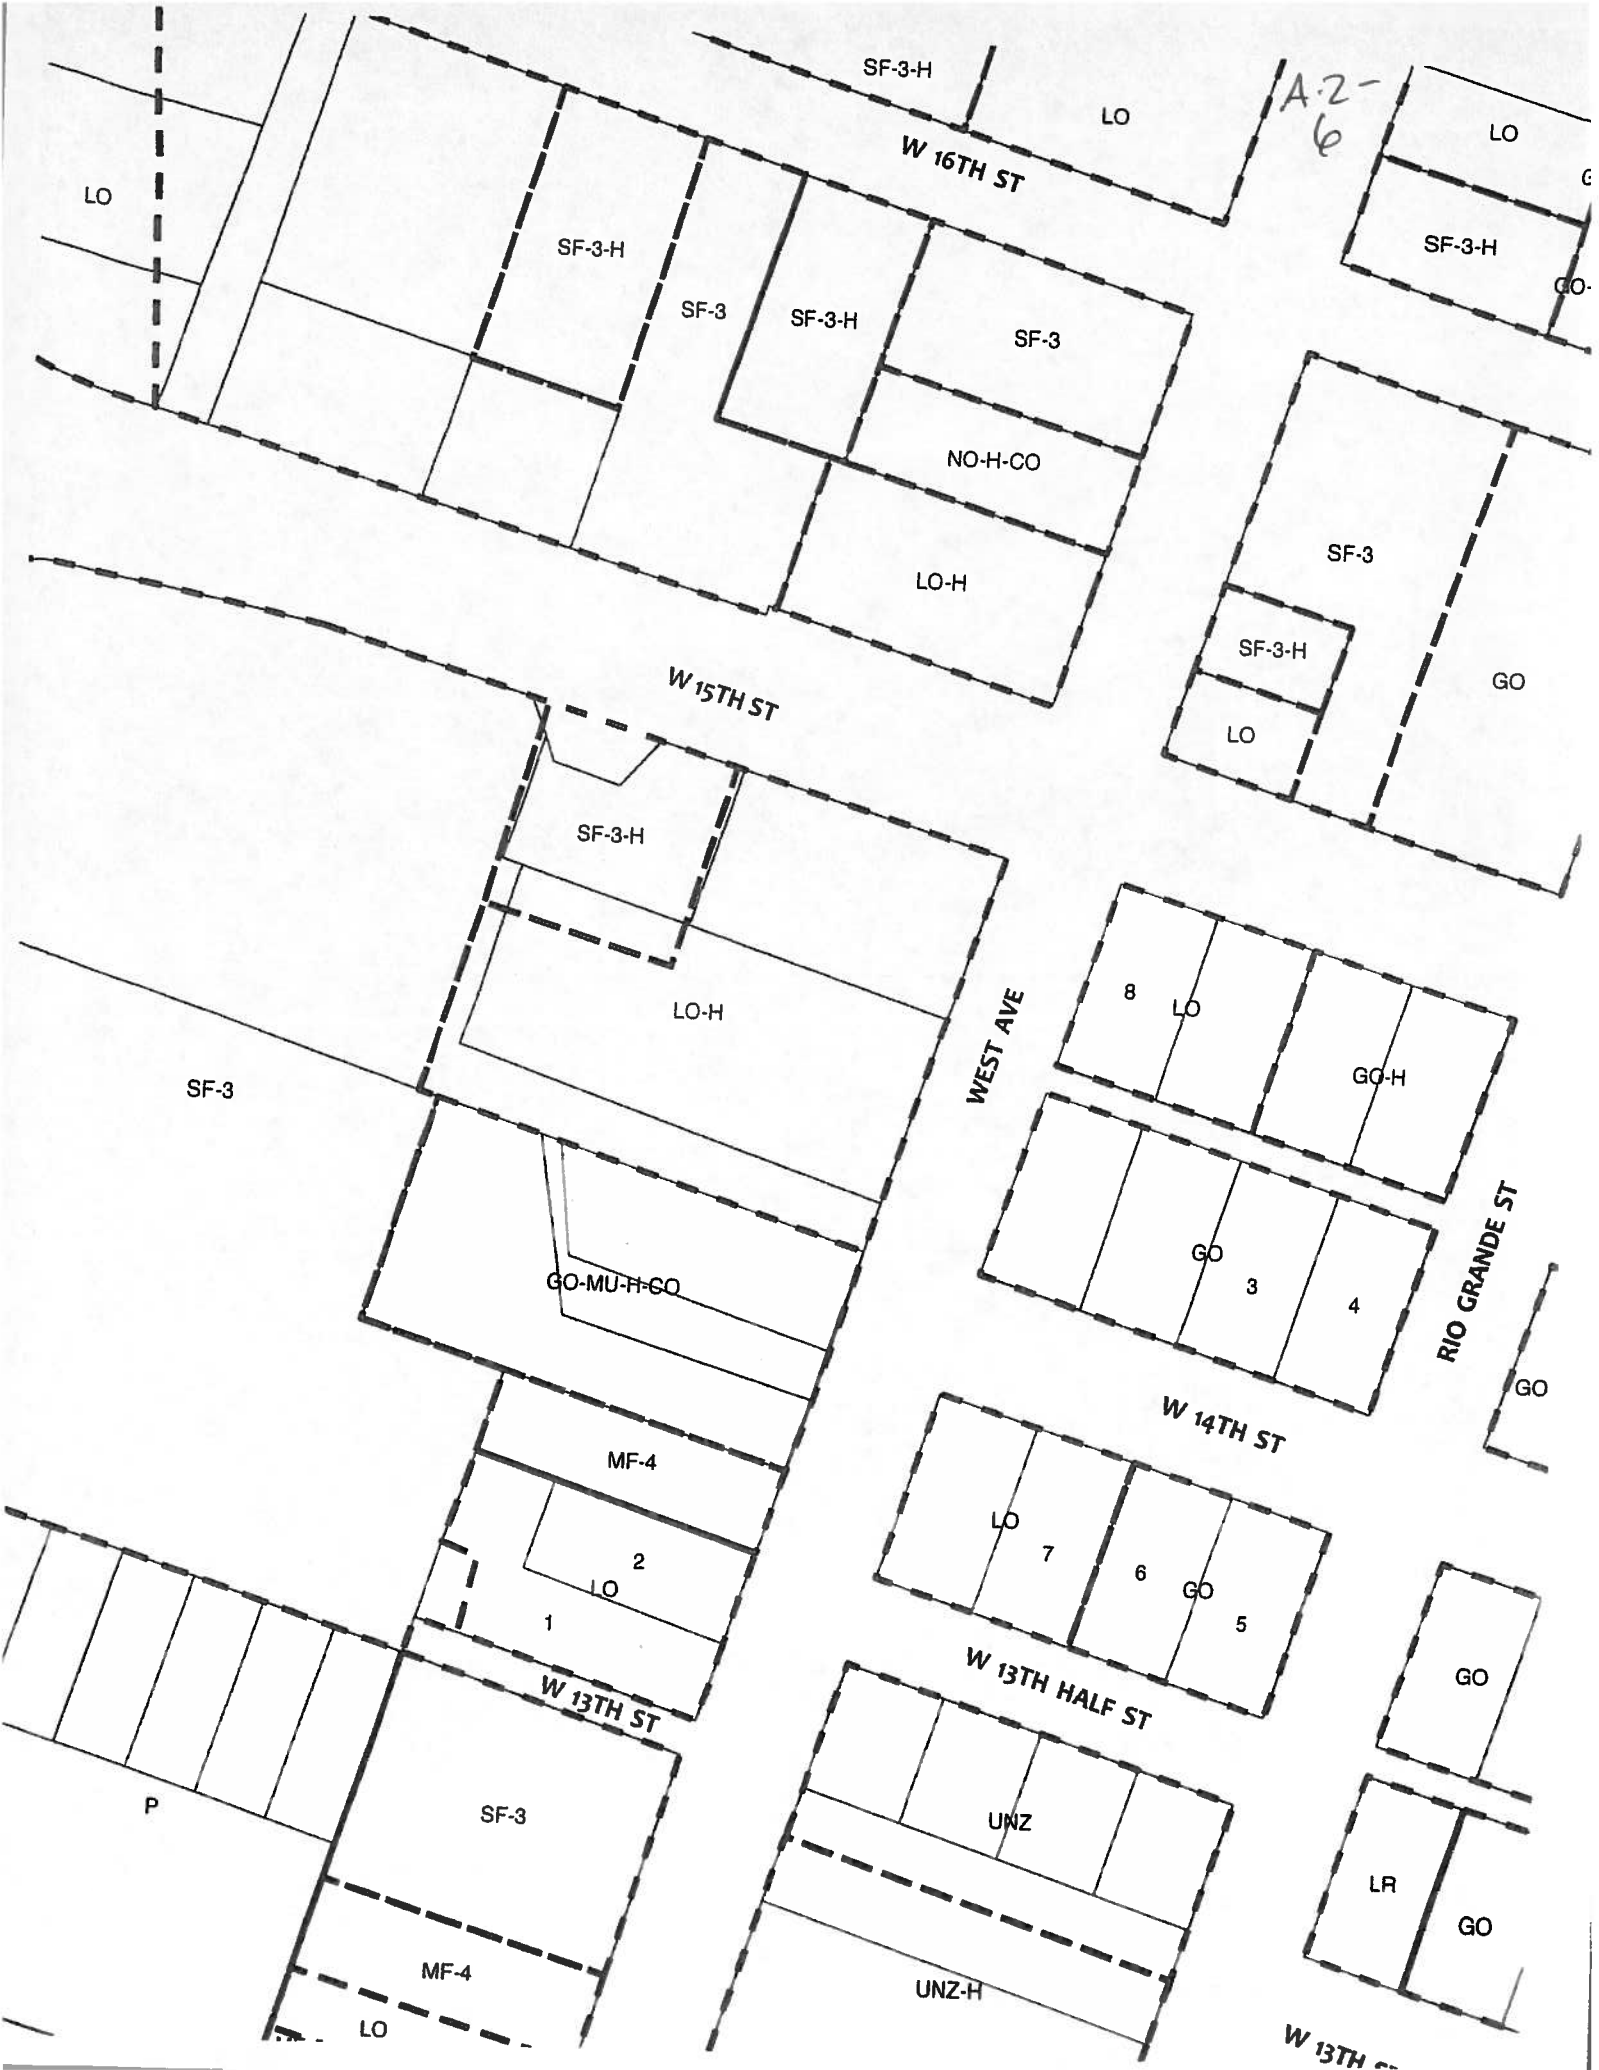 SF-3-H
LO
A.2-
6
LO
W 16TH ST
LO
SF-3-H
SF-3-H
SF-3
SF-3-H
SF-3
GO-
NO-H-CO
SF-3
LO-H
SF-3-H
GO
W 15TH ST
LO
SF-3-H
8
LO
LO-H
WEST AVE
GO-H
SF-3
GO
3
4
GO-MU-H-CO
RIO GRANDE ST
GO
W 14TH ST
MF-4
LO
7
6
GO
5
2
LO
1
W 13TH HALF ST
GO
W 13TH ST
P
SF-3
UNZ
LR
GO
MF-4
UNZ-H
LO
W 13TH ST